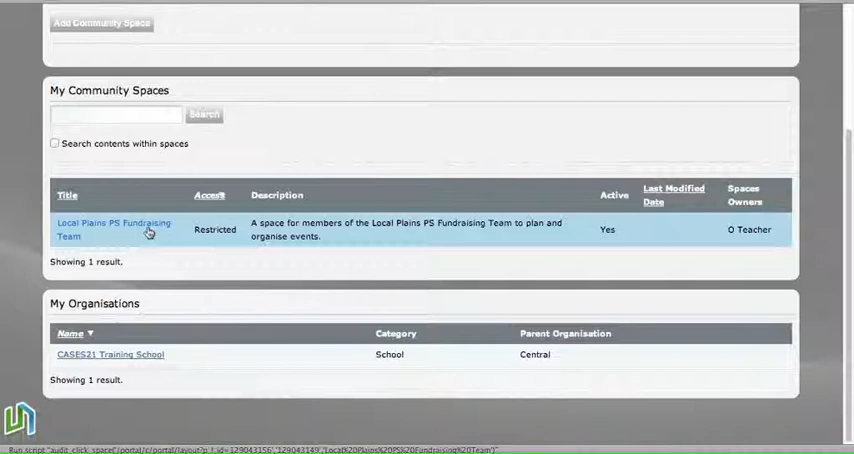 Add Community Space
My Community Spaces
Search
Search contents within spaces
Title Access Description Active Last Modified Date Spaces Owners
Local Plains PS Fundraising Team Restricted A space for members of the Local Plains PS Fundraising Team to plan and organise events. Yes O Teacher
Showing 1 result.
My Organisations
Name ▼ Category Parent Organisation
CASES21 Training School School Central
Showing 1 result.